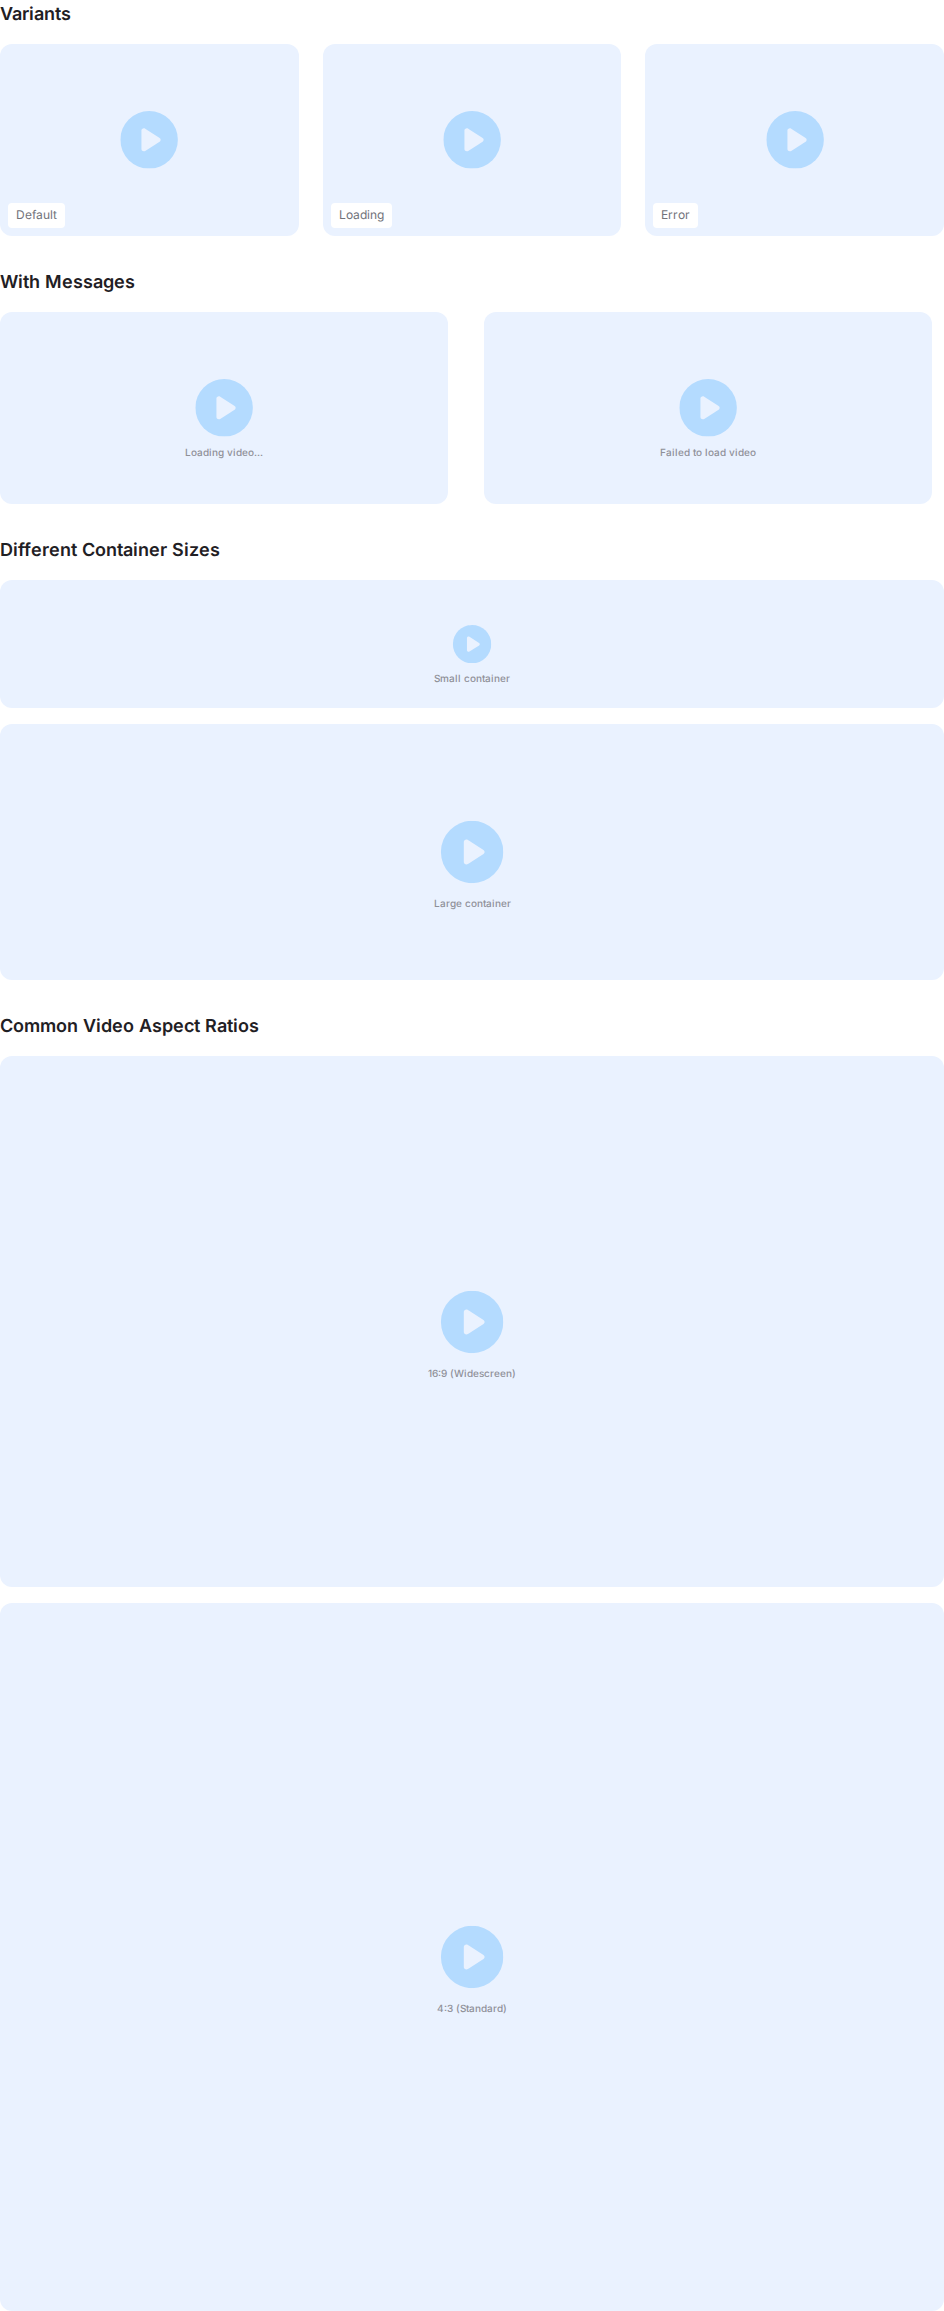 Variants
Default
Loading
Error
With Messages
Loading video...
Failed to load video
Different Container Sizes
Small container
Large container
Common Video Aspect Ratios
16:9 (Widescreen)
4:3 (Standard)